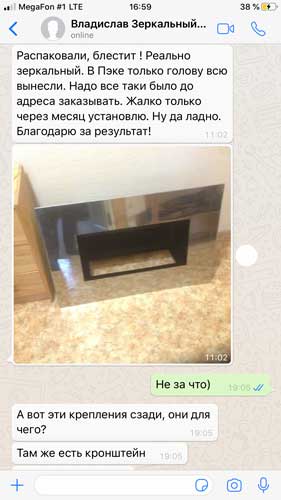 MegaFon #1 LTE
16:59
38 %
Владислав Зеркальный...
online
Распаковали, блестит ! Реально
зеркальный. В Пэке только голову всю
вынесли. Надо все таки было до
адреса заказывать. Жалко только
через месяц установлю. Ну да ладно.
Благодарю за результат!
11:02
11:02
Не за что)
19:05
А вот эти крепления сзади, они для
чего?
19:05
Там же есть кронштейн
19:05